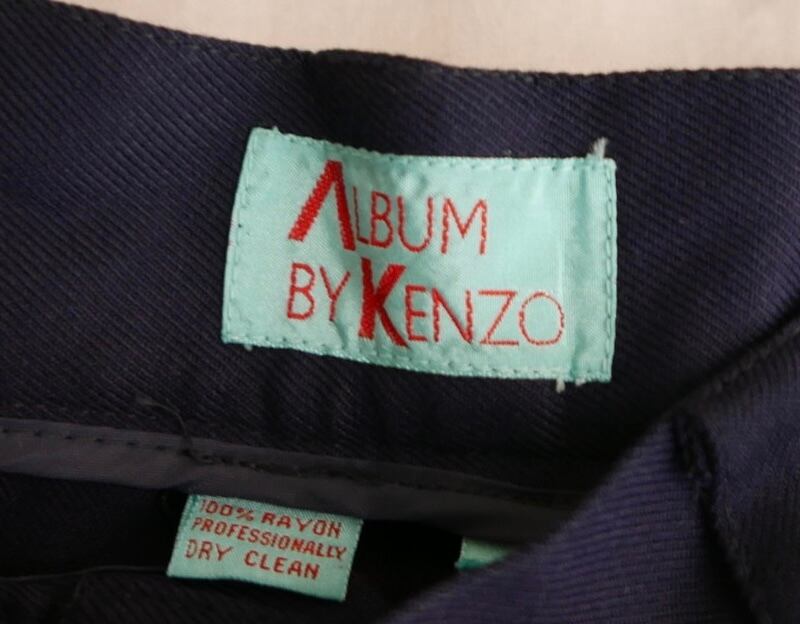 ALBUM
BY KENZO
100% RAYON
PROFESSIONALLY
DRY CLEAN